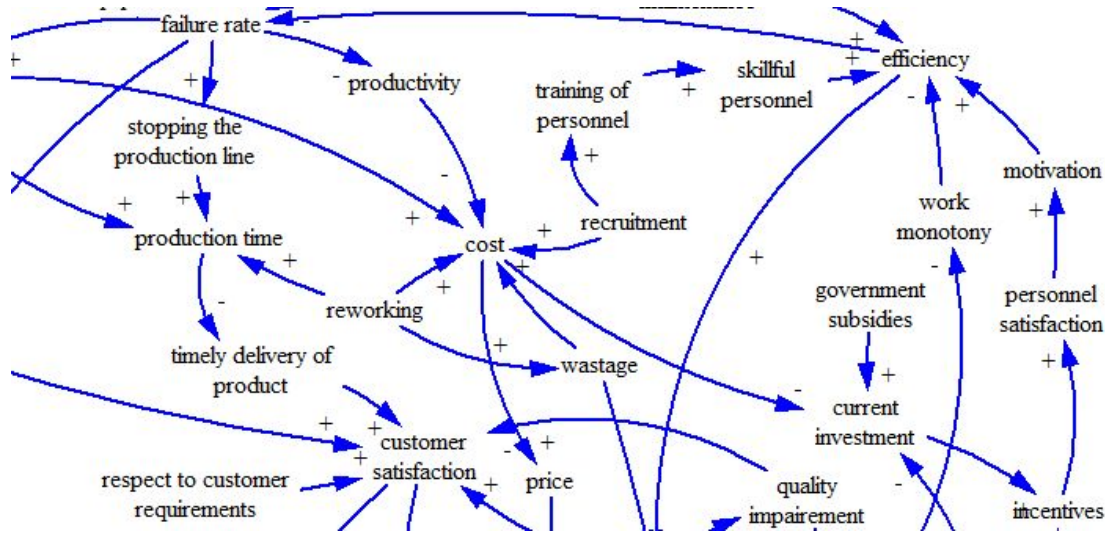 failure rate
efficiency
productivity
skillful
personnel
training of
personnel
stopping the
production line
motivation
work
monotony
recruitment
production time
cost
government
subsidies
personnel
satisfaction
reworking
timely delivery of
product
wastage
current
investment
customer
satisfaction
respect to customer
requirements
price
quality
impairement
incentives
-
+
+
+
-
+
+
+
-
+
+
-
+
+
+
+
+
+
+
+
+
-
+
-
+
+
+
-
+
+
+
+
-
+
+
-
+